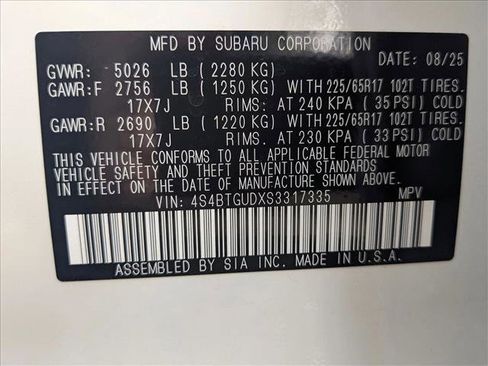 MFD BY SUBARU CORPORATION
DATE: 08/25
GVWR: 5026 LB ( 2280 KG)
GAWR:F 2756 LB ( 1250 KG) WITH 225/65R17 102T TIRES.
17X7J RIMS: AT 240 KPA ( 35 PSI) COLD
GAWR:R 2690 LB ( 1220 KG) WITH 225/65R17 102T TIRES.
17X7J RIMS. AT 230 KPA ( 33 PSI) COLD
THIS VEHICLE CONFORMS TO ALL APPLICABLE FEDERAL MOTOR
VEHICLE SAFETY AND THEFT PREVENTION STANDARDS
IN EFFECT ON THE DATE OF MANUFACTURE SHOWN ABOVE.
VIN: 4S4BTGUDXS3317335 MPV
ASSEMBLED BY SIA INC. MADE IN U.S.A.